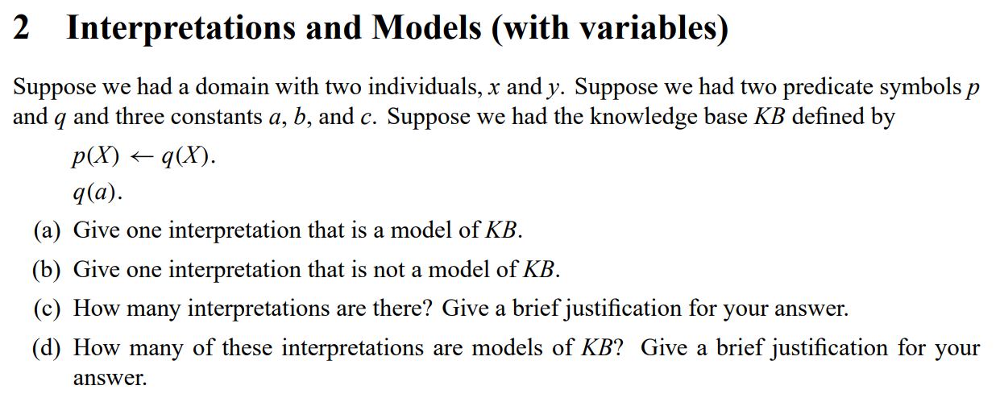 2 Interpretations and Models (with variables)
Suppose we had a domain with two individuals, x and y. Suppose we had two predicate symbols p
and q and three constants a, b, and c. Suppose we had the knowledge base KB defined by
p(X) ← q(X).
q(a).
(a) Give one interpretation that is a model of KB.
(b) Give one interpretation that is not a model of KB.
(c) How many interpretations are there? Give a brief justification for your answer.
(d) How many of these interpretations are models of KB? Give a brief justification for your
answer.